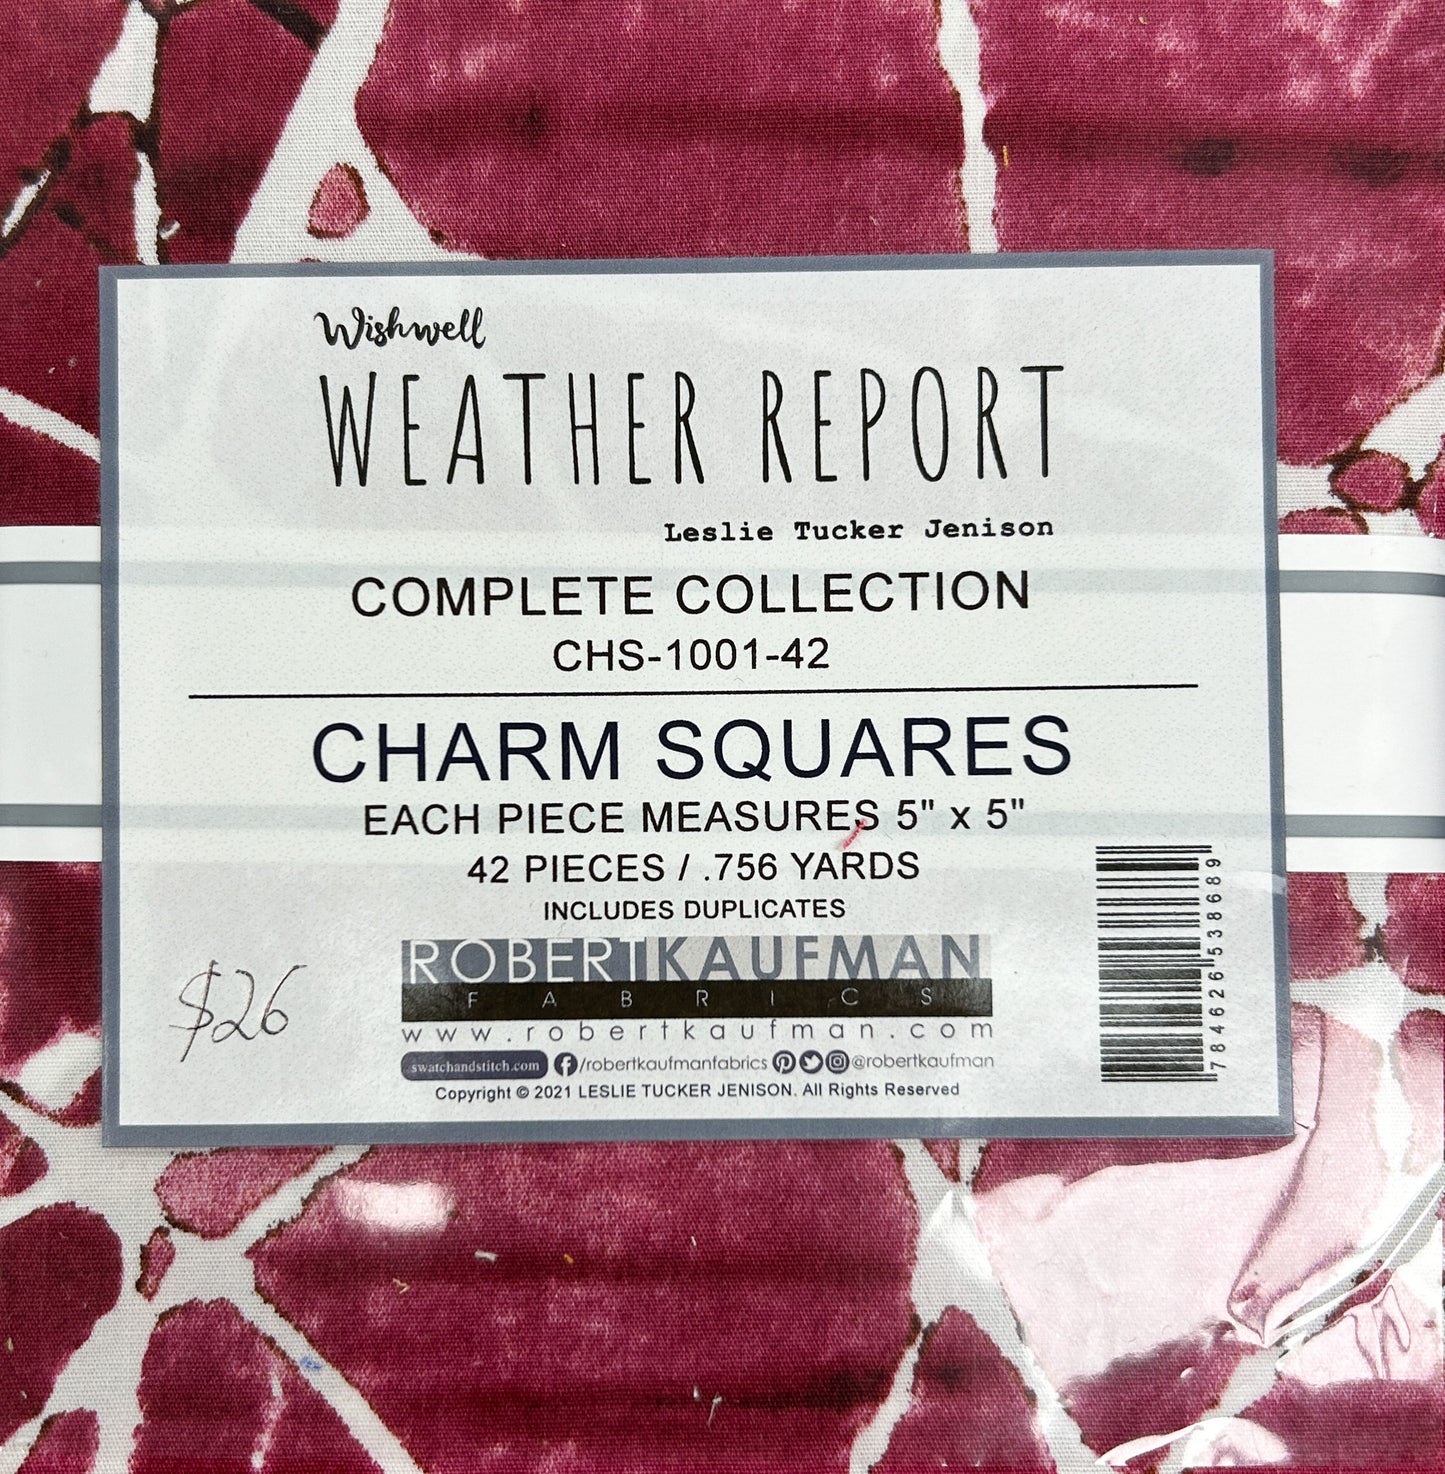 Wishwell
WEATHER REPORT
Leslie Tucker Jenison
COMPLETE COLLECTION
CHS-1001-42
CHARM SQUARES
EACH PIECE MEASURES 5" x 5"
42 PIECES / .756 YARDS
INCLUDES DUPLICATES
$26
ROBERTKAUFMAN
FABRICS
www.robertkaufman.com
swatchandstitch.com /robertkaufmanfabrics @robertkaufman
Copyright © 2021 LESLIE TUCKER JENISON. All Rights Reserved
784626538689